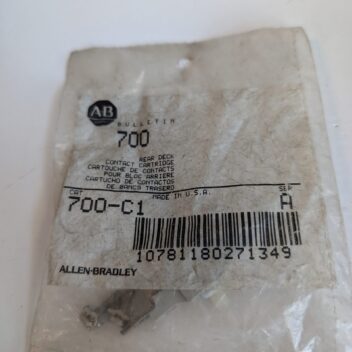 AB
BULLETIN
700
REAR DECK
CONTACT CARTRIDGE
CARTOUCHE DE CONTACTS
POUR BLOC ARRIERE
CARTUCHO DE CONTACTOS
DE BANCO TRASERO
CAT MADE IN U.S.A. SER
700-C1 A
10781180271349
ALLEN-BRADLEY